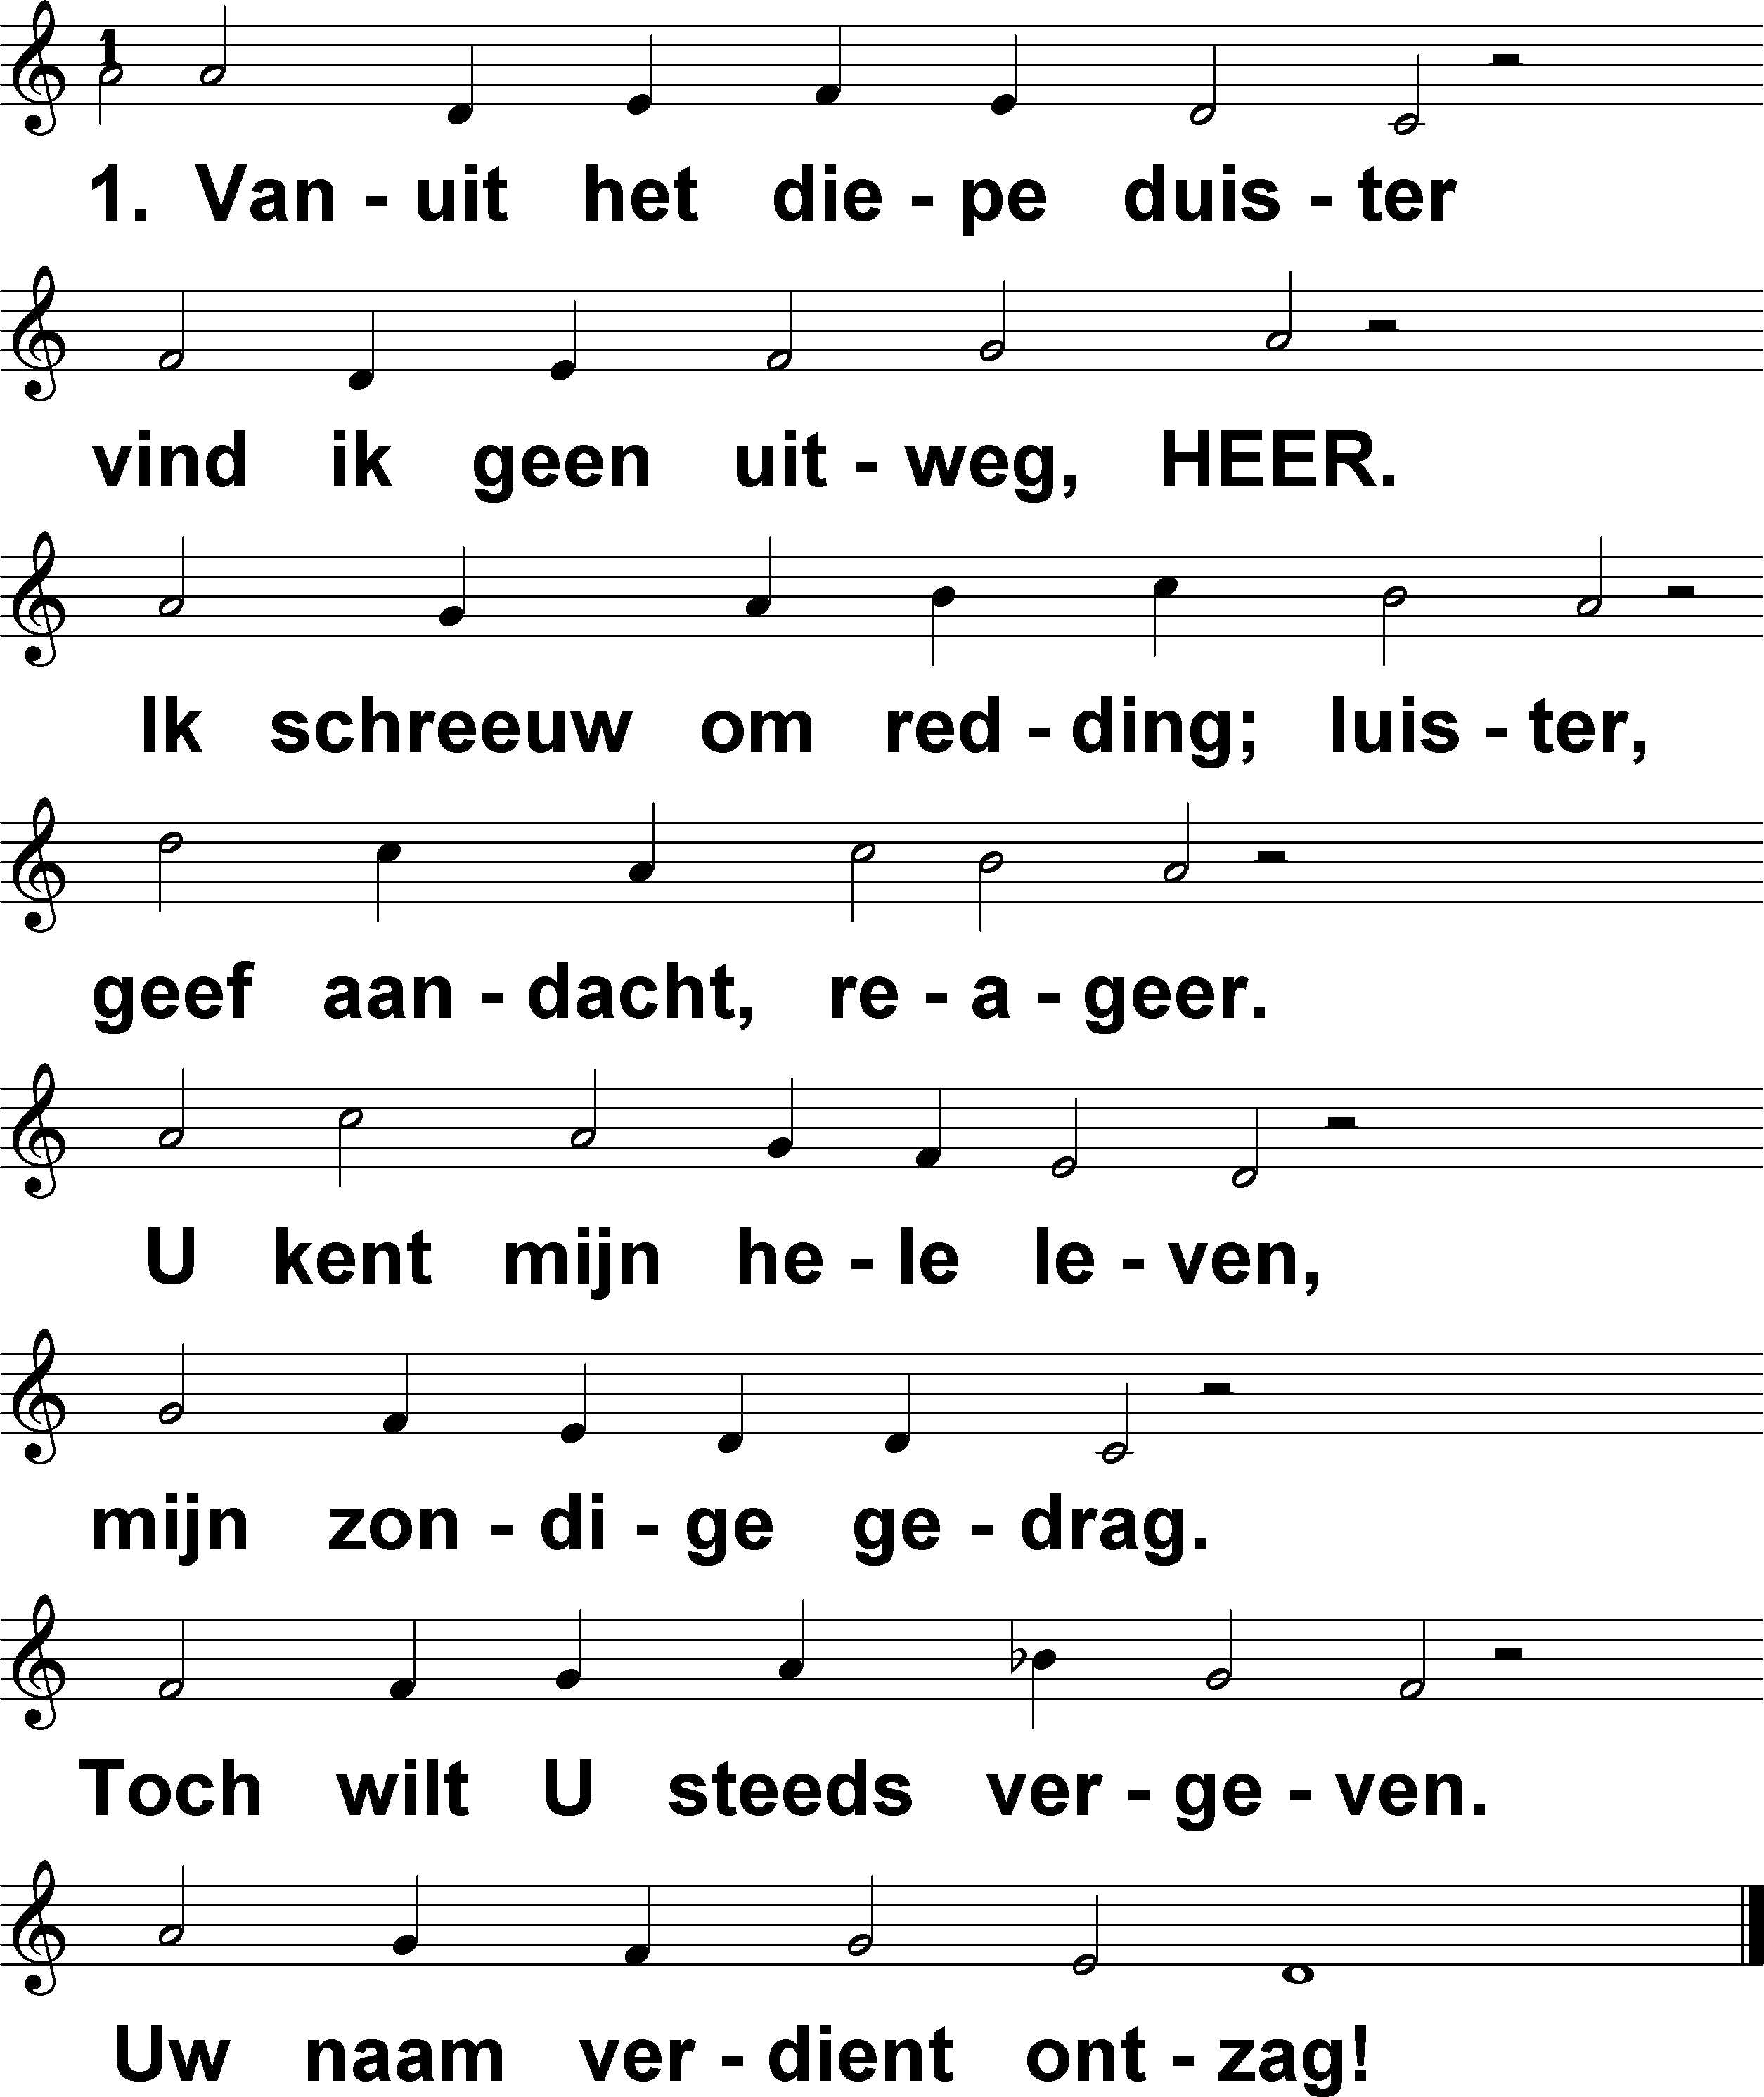 1
1. Van - uit het die - pe duis - ter
vind ik geen uit - weg, HEER.
Ik schreeuw om red - ding; luis - ter,
geef aan - dacht, re - a - geer.
U kent mijn he - le le - ven,
mijn zon - di - ge ge - drag.
Toch wilt U steeds ver - ge - ven.
Uw naam ver - dient ont - zag!